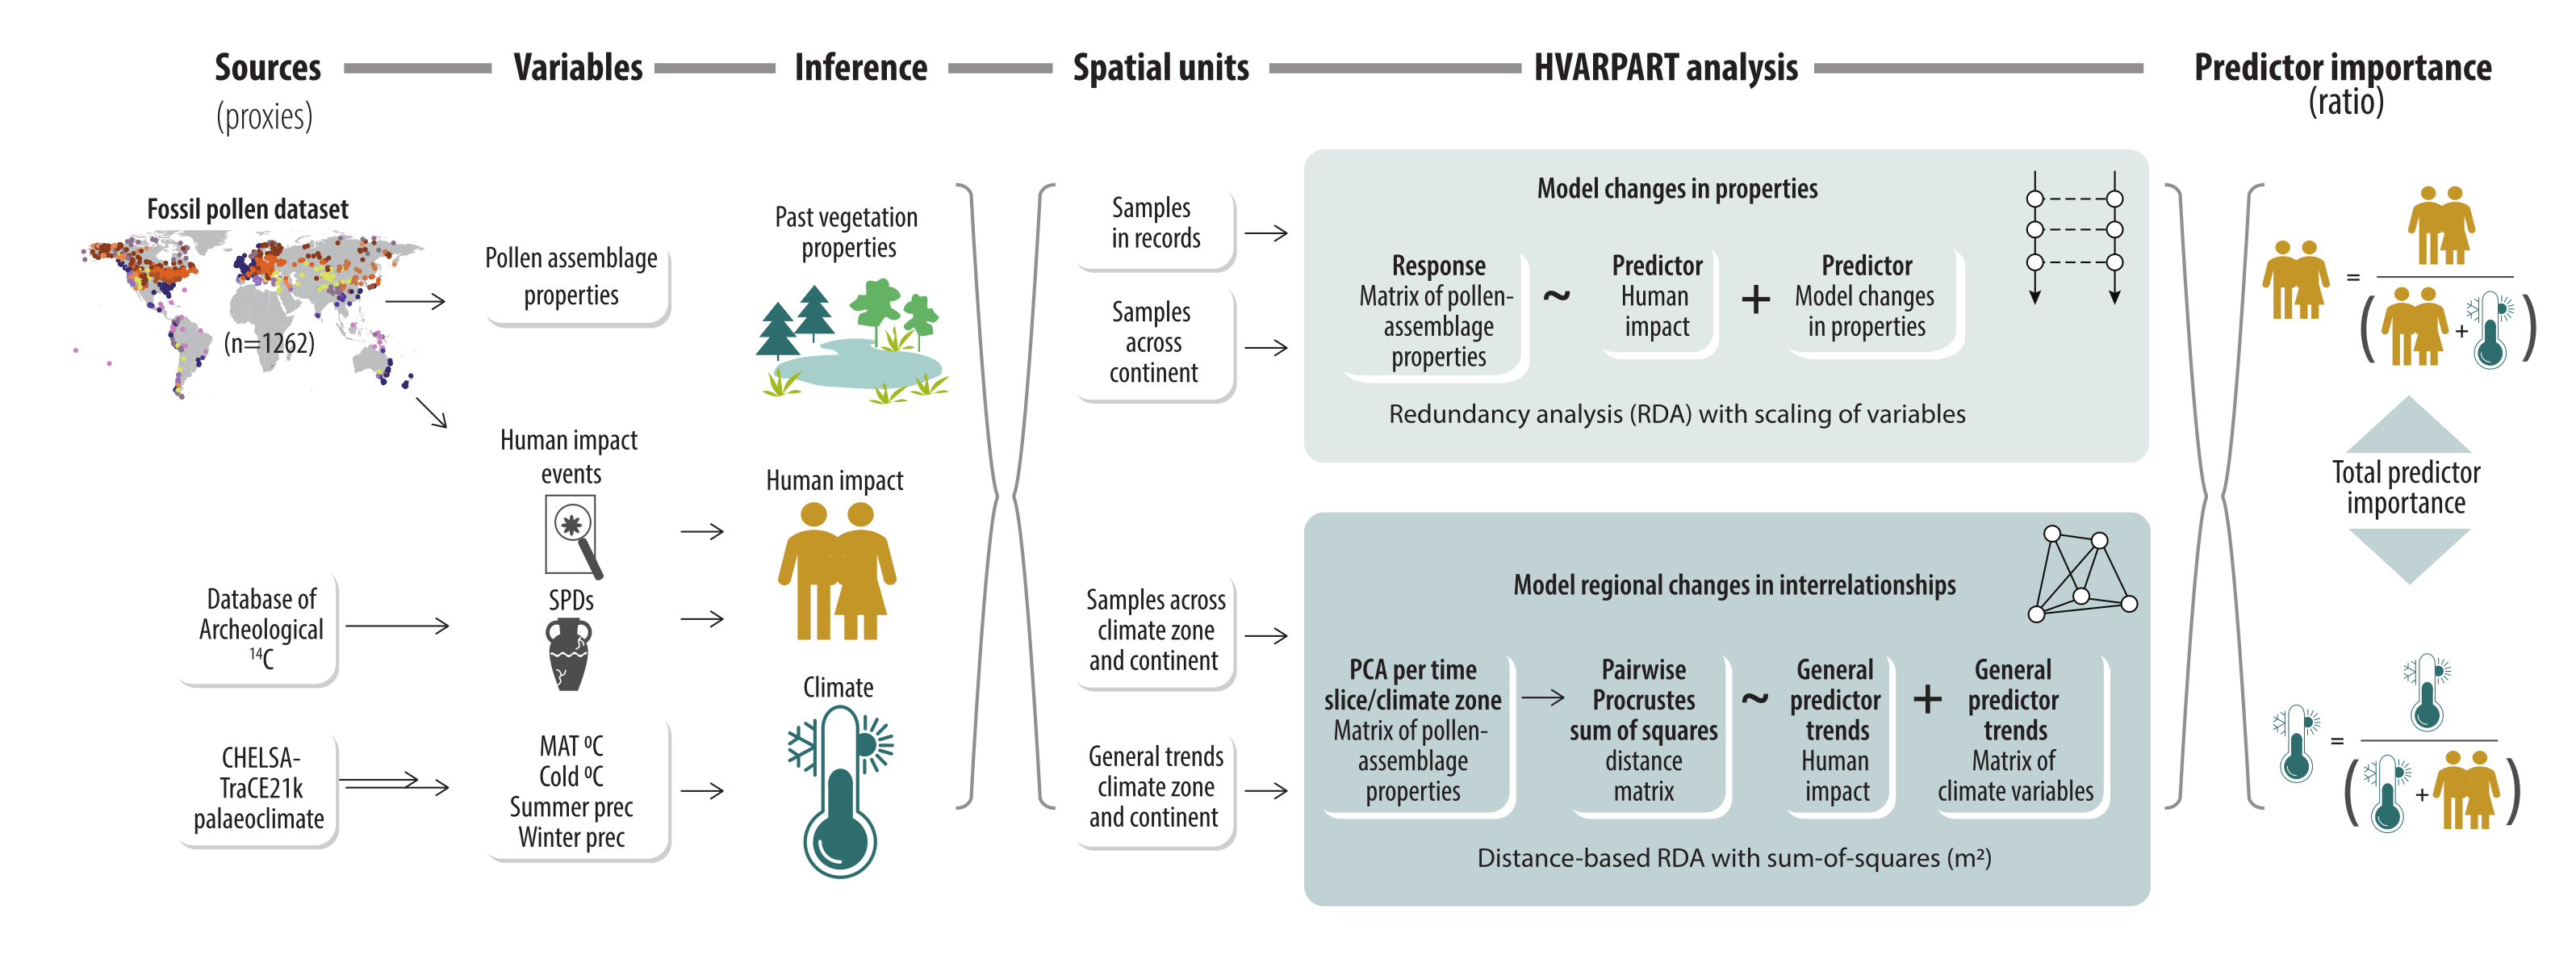 Sources
(proxies)
Variables
Inference
Spatial units
HVARPART analysis
Predictor importance
(ratio)
Fossil pollen dataset
(n=1262)
Pollen assemblage
properties
Human impact
events
SPDs
Database of
Archeological
¹⁴C
CHELSA-
TraCE21k
palaeoclimate
MAT ⁰C
Cold ⁰C
Summer prec
Winter prec
Past vegetation
properties
Human impact
Climate
Samples
in records
Samples
across
continent
Samples across
climate zone
and continent
General trends
climate zone
and continent
Model changes in properties
Response
Matrix of pollen-
assemblage
properties
~
Predictor
Human
impact
+
Predictor
Model changes
in properties
Redundancy analysis (RDA) with scaling of variables
Model regional changes in interrelationships
PCA per time
slice/climate zone
Matrix of pollen-
assemblage
properties
Pairwise
Procrustes
sum of squares
distance
matrix
~
General
predictor
trends
Human
impact
+
General
predictor
trends
Matrix of
climate variables
Distance-based RDA with sum-of-squares (m²)
=
( + )
Total predictor
importance
=
( + )